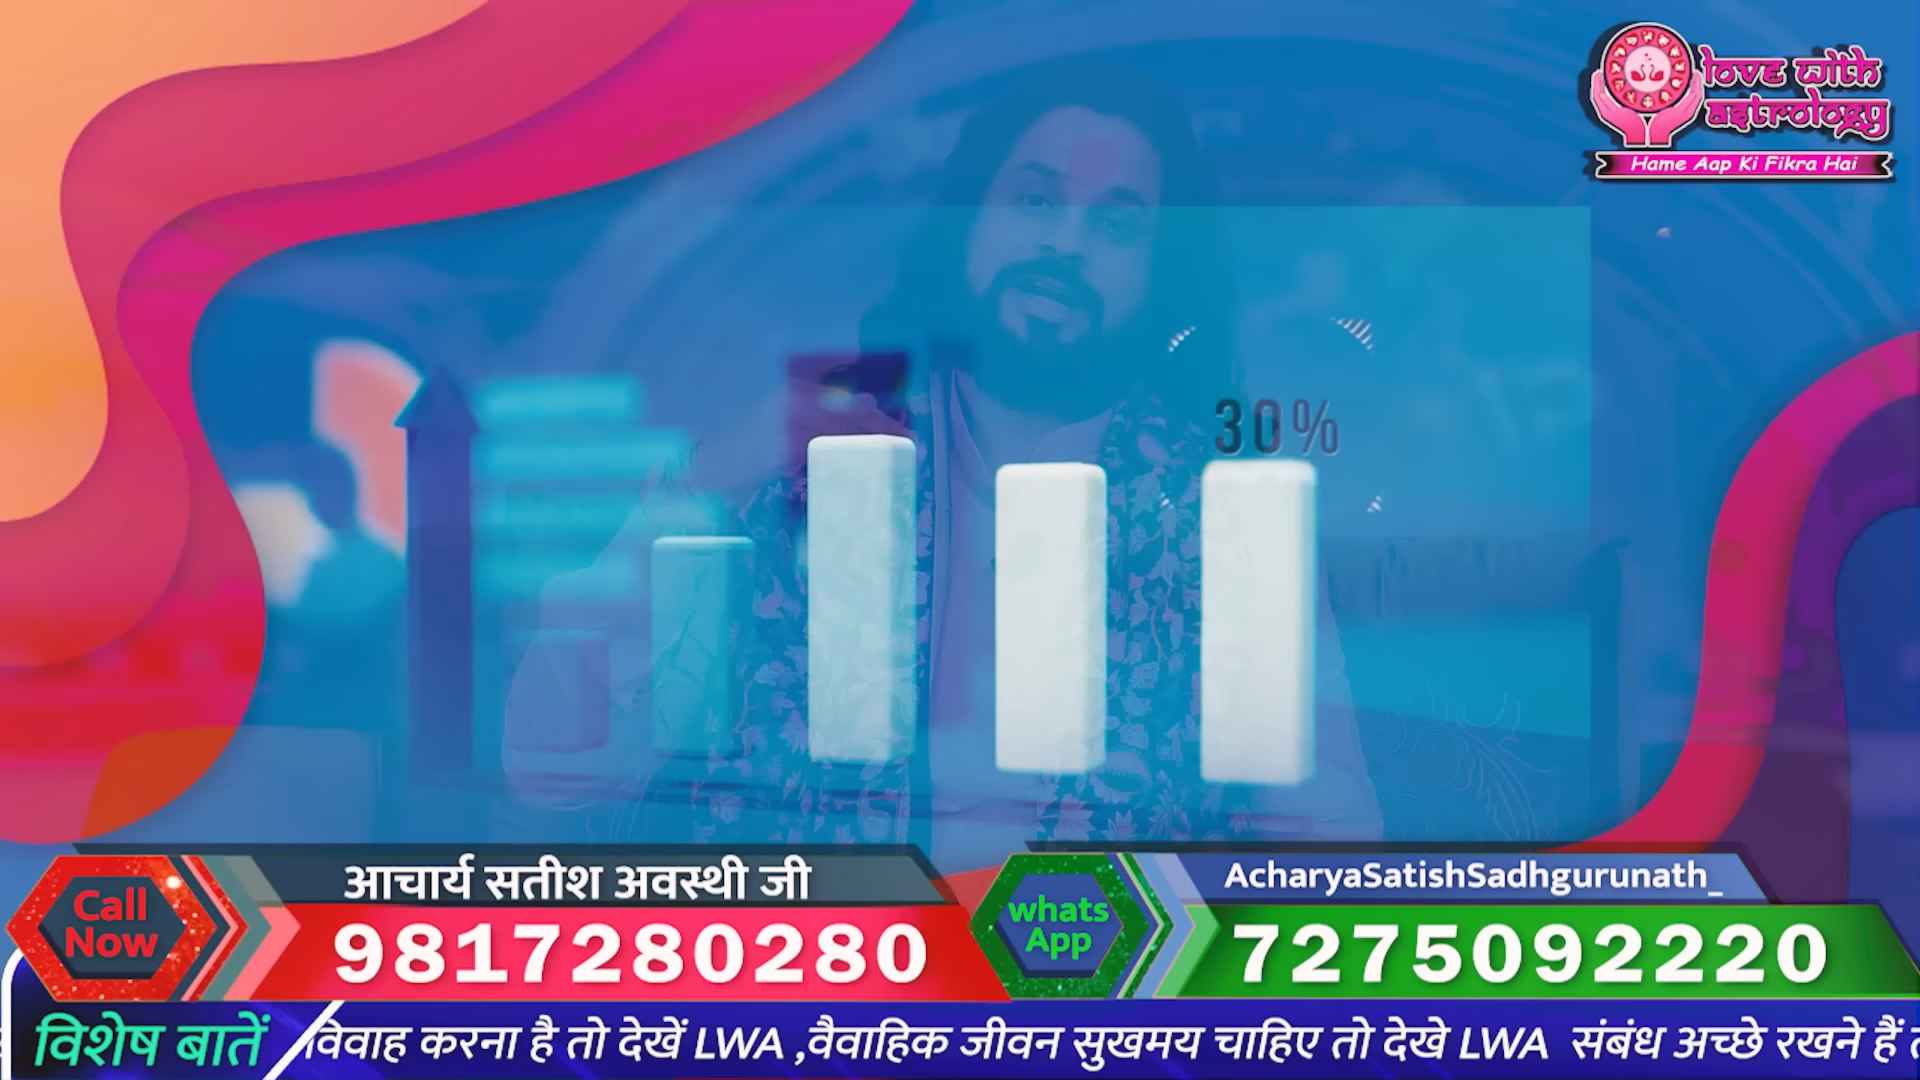 love with
astrology
Hame Aap Ki Fikra Hai
30%
Call
Now
आचार्य सतीश अवस्थी जी
9817280280
whats
App
AcharyaSatishSadhgurunath_
7275092220
विशेष बातें
विवाह करना है तो देखें LWA ,वैवाहिक जीवन सुखमय चाहिए तो देखे LWA संबंध अच्छे रखने हैं